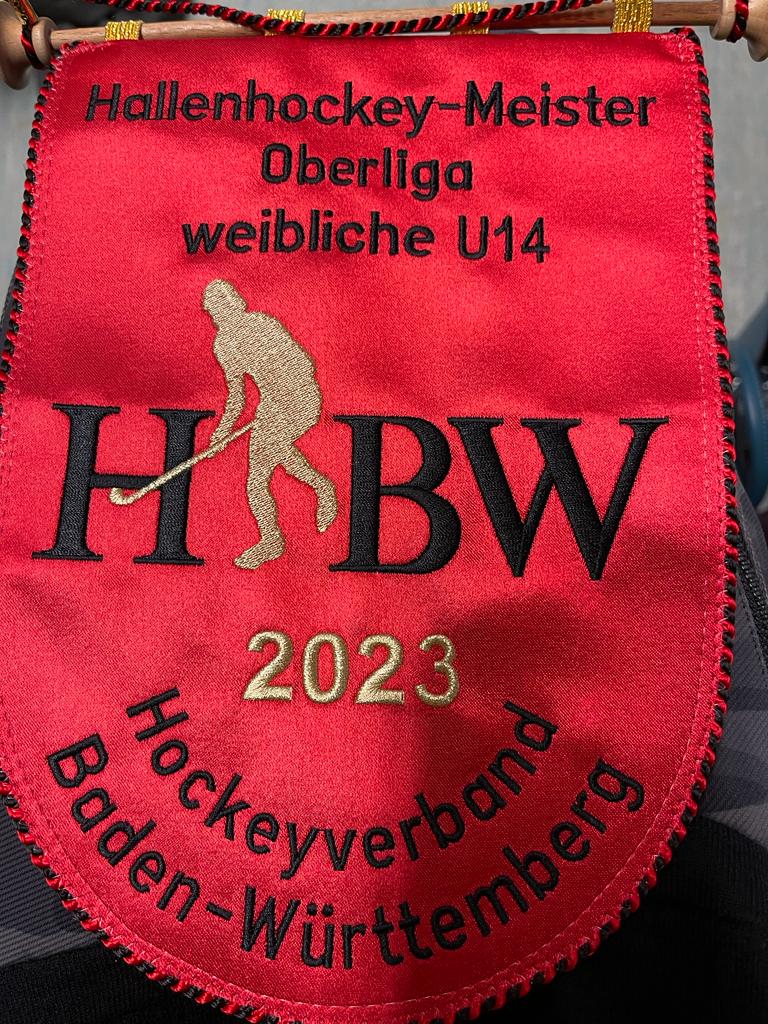 Hallenhockey-Meister
Oberliga
weibliche U14
HBW
2023
Hockeyverband
Baden-Württemberg